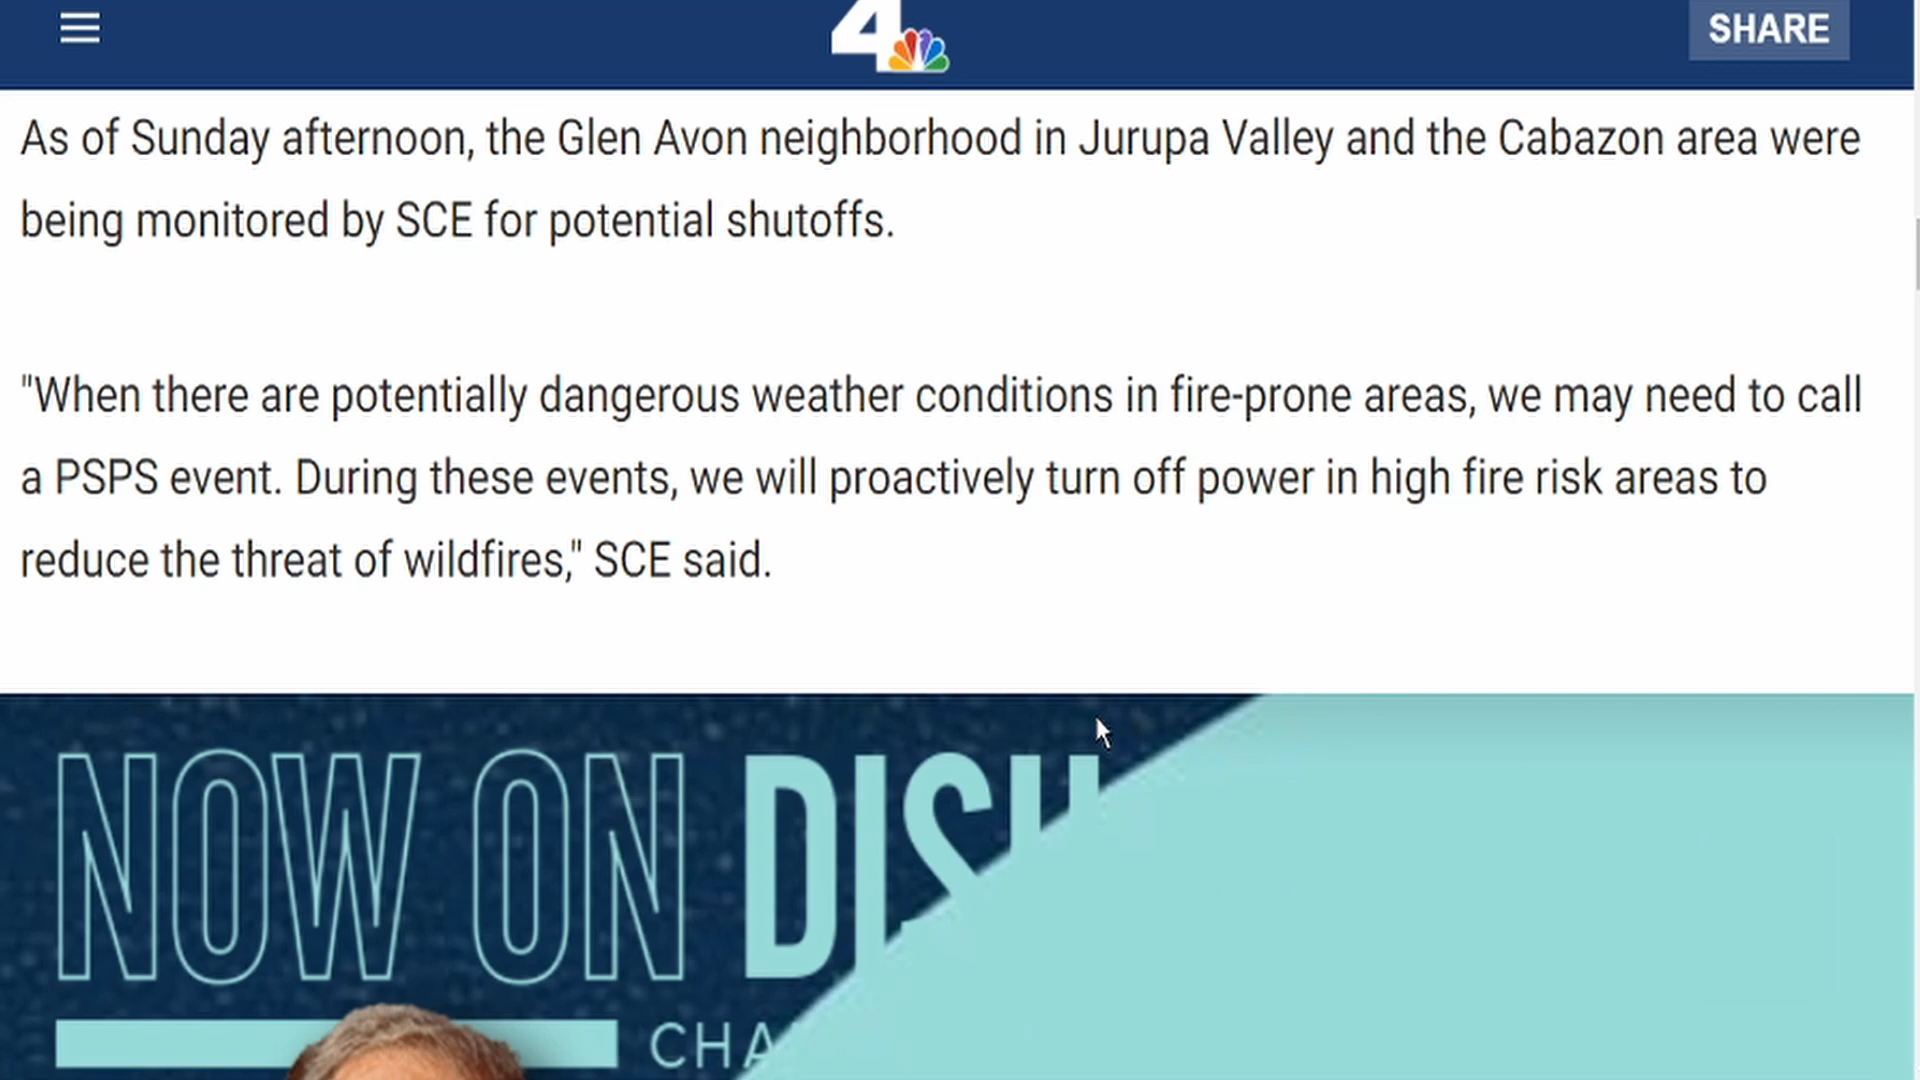 4
SHARE
As of Sunday afternoon, the Glen Avon neighborhood in Jurupa Valley and the Cabazon area were
being monitored by SCE for potential shutoffs.
"When there are potentially dangerous weather conditions in fire-prone areas, we may need to call
a PSPS event. During these events, we will proactively turn off power in high fire risk areas to
reduce the threat of wildfires," SCE said.
NOW ON DISH
CHA